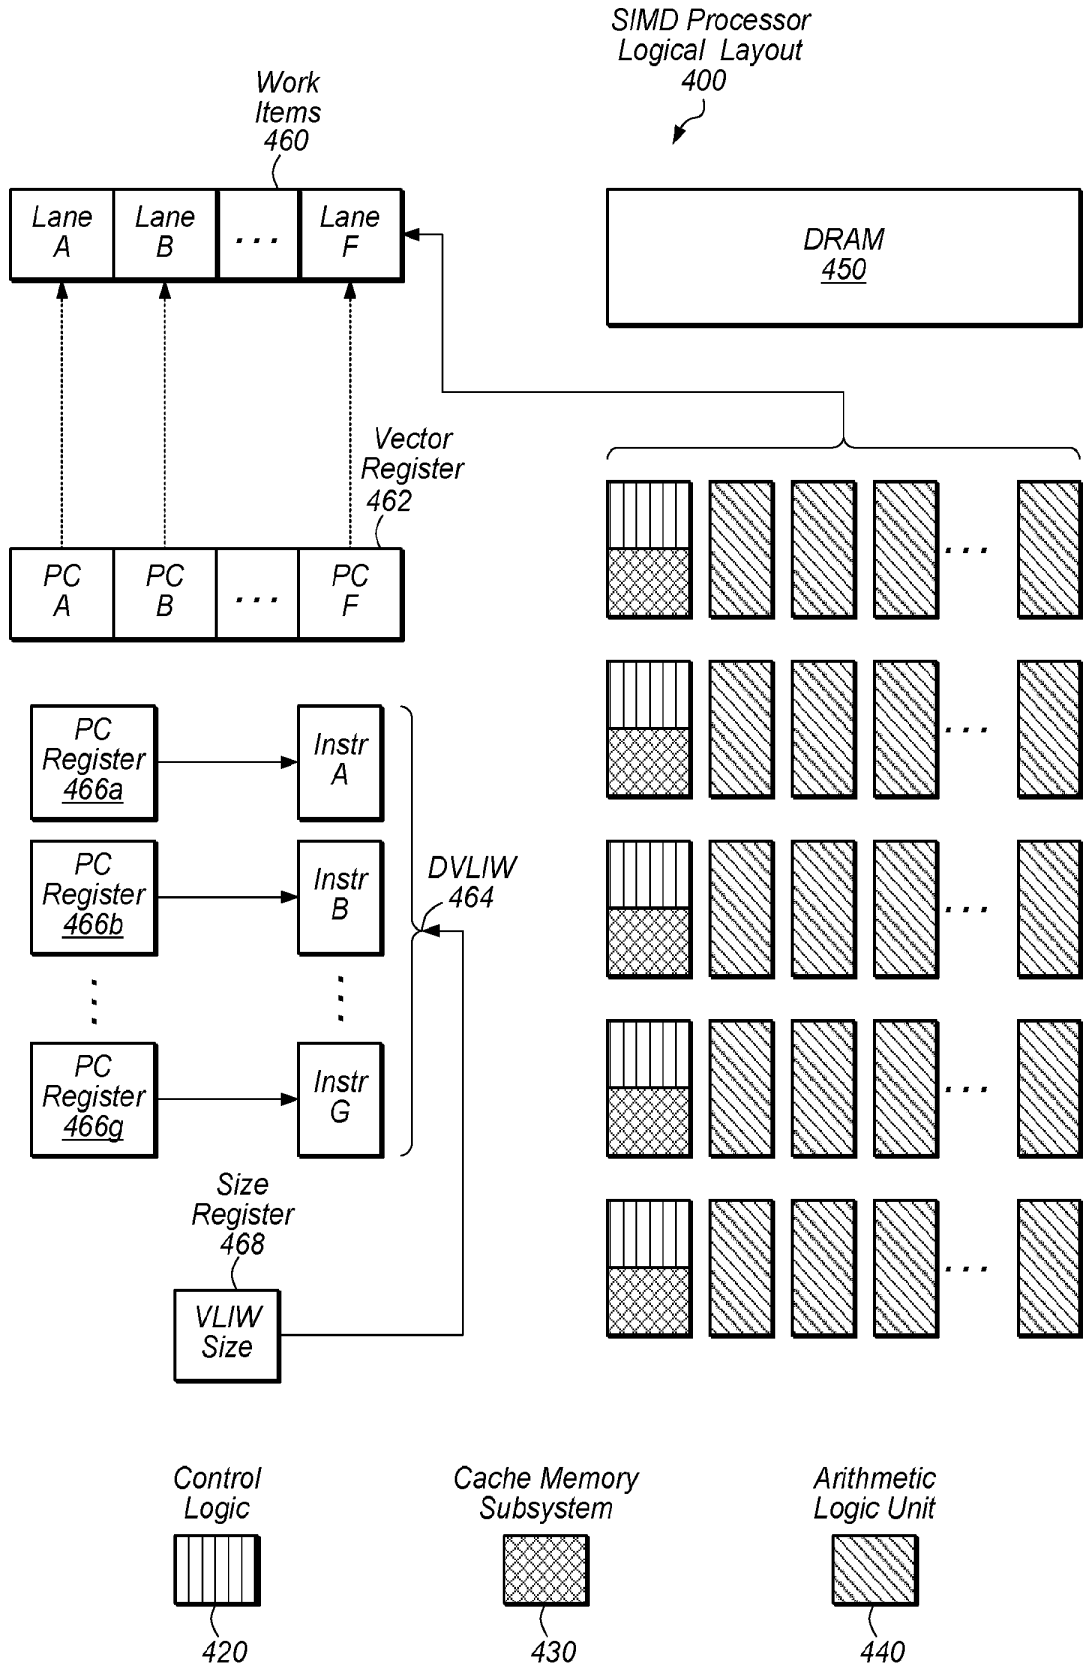 SIMD Processor
Logical Layout
400
Work
Items
460
Lane
A
Lane
B
...
Lane
F
DRAM
450
Vector
Register
462
PC
A
PC
B
...
PC
F
...
PC
Register
466a
Instr
A
...
PC
Register
466b
Instr
B
DVLIW
464
...
PC
Register
466g
Instr
G
...
Size
Register
468
VLIW
Size
...
Control
Logic
420
Cache Memory
Subsystem
430
Arithmetic
Logic Unit
440